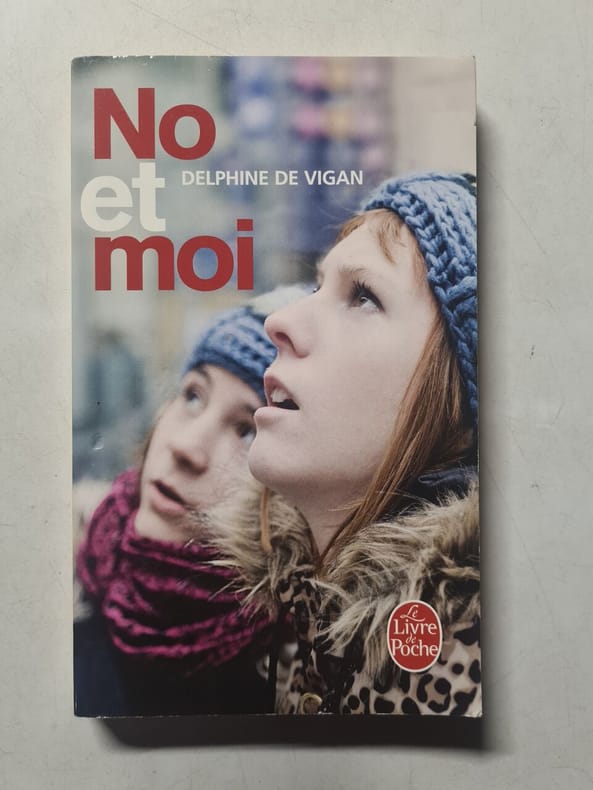 No
et
DELPHINE DE VIGAN
moi
Le
Livre
de
Poche